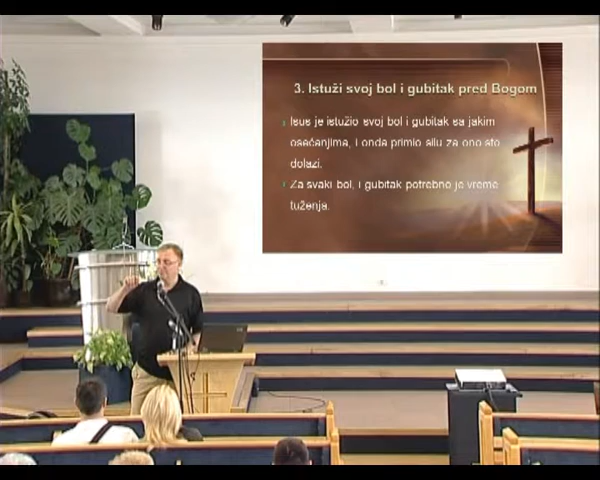 3. Istuži svoj bol i gubitak pred Bogom
Isus je istužio svoj bol i gubitak sa jakim
osećanjima, i onda primio silu za ono što
dolazi.
Za svaki bol, i gubitak potrebno je vreme
tuženja.